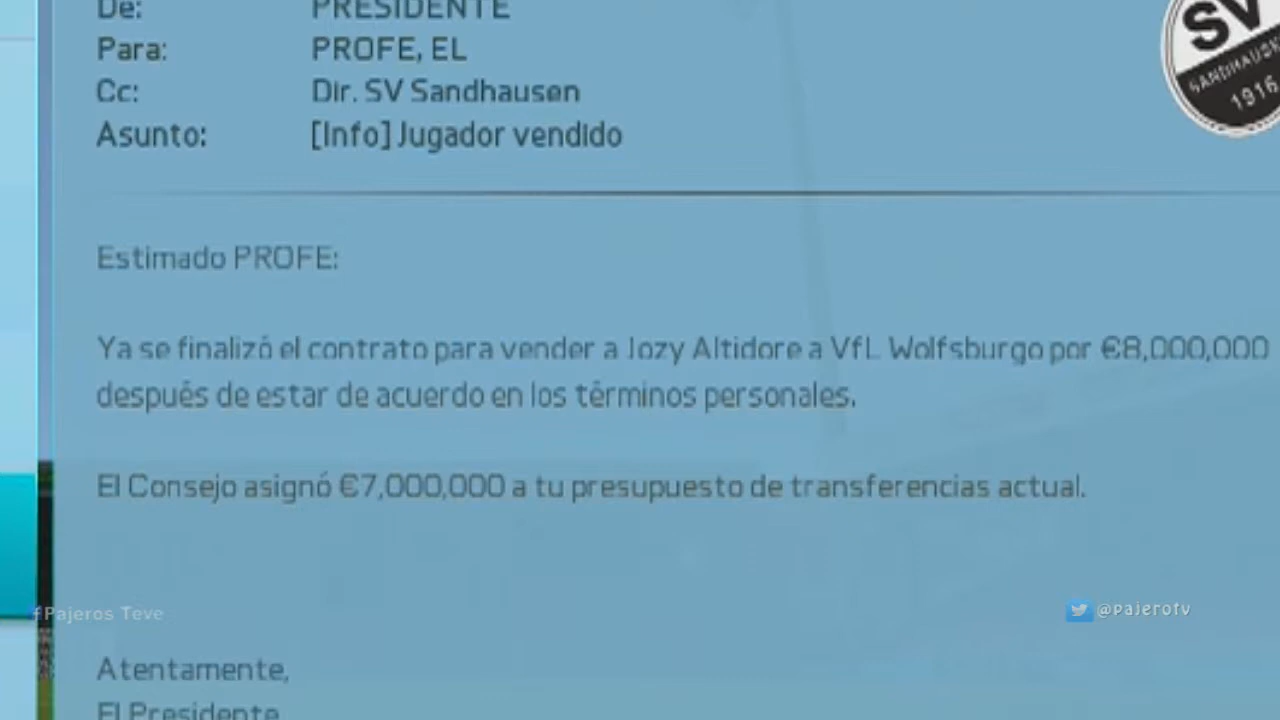 De: PRESIDENTE
Para: PROFE, EL
Cc: Dir. SV Sandhausen
Asunto: [Info] Jugador vendido
SV
SANDHAUSEN
1916
Estimado PROFE:
Ya se finalizó el contrato para vender a Jozy Altidore a VfL Wolfsburgo por €8,000,000
después de estar de acuerdo en los términos personales.
El Consejo asignó €7,000,000 a tu presupuesto de transferencias actual.
f Pajeros Teve
@pajerotv
Atentamente,
El Presidente